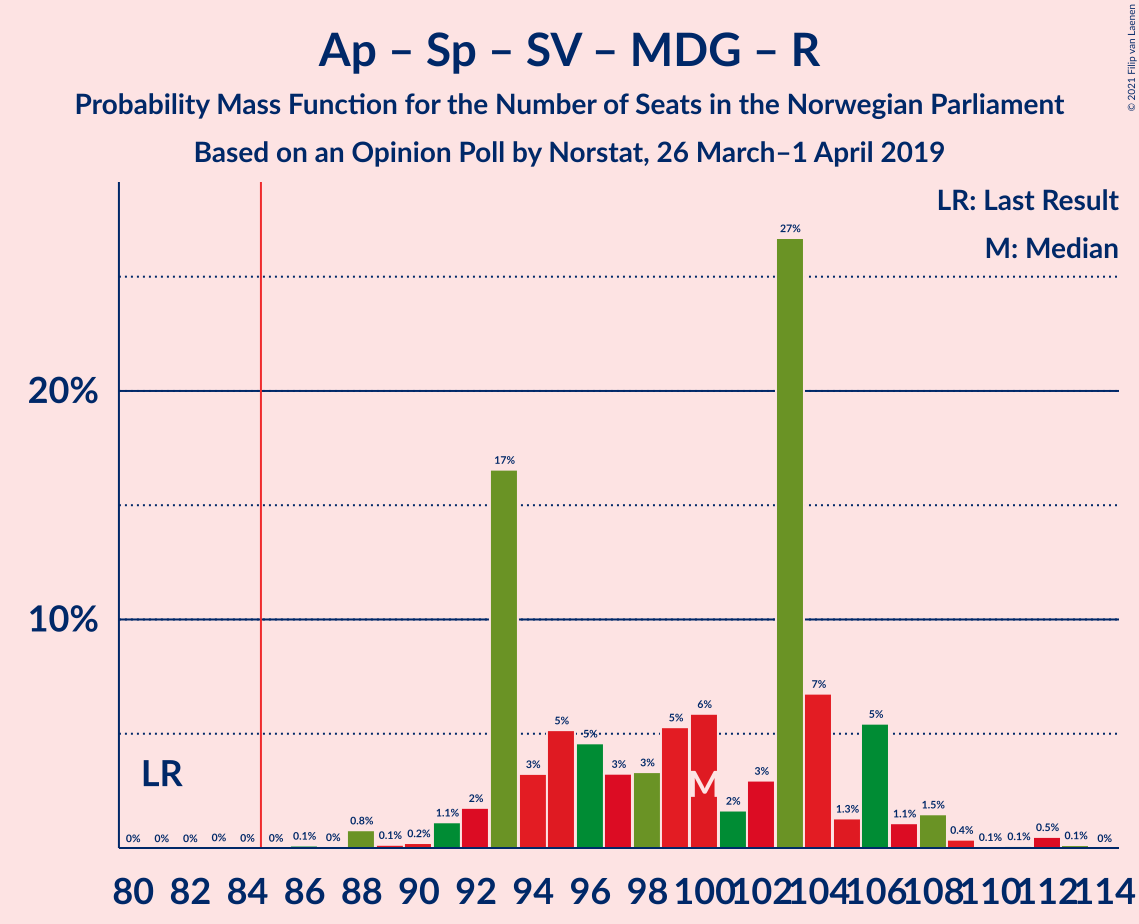 Ap – Sp – SV – MDG – R
Probability Mass Function for the Number of Seats in the Norwegian Parliament
Based on an Opinion Poll by Norstat, 26 March–1 April 2019
© 2021 Filip van Laenen
LR: Last Result
M: Median
20%
10%
LR
M
0% 0% 0% 0% 0% 0% 0.1% 0% 0.8% 0.1% 0.2% 1.1% 2% 17% 3% 5% 5% 3% 3% 5% 6% 2% 3% 27% 7% 1.3% 5% 1.1% 1.5% 0.4% 0.1% 0.1% 0.5% 0.1% 0%
80 82 84 86 88 90 92 94 96 98 100 102 104 106 108 110 112 114